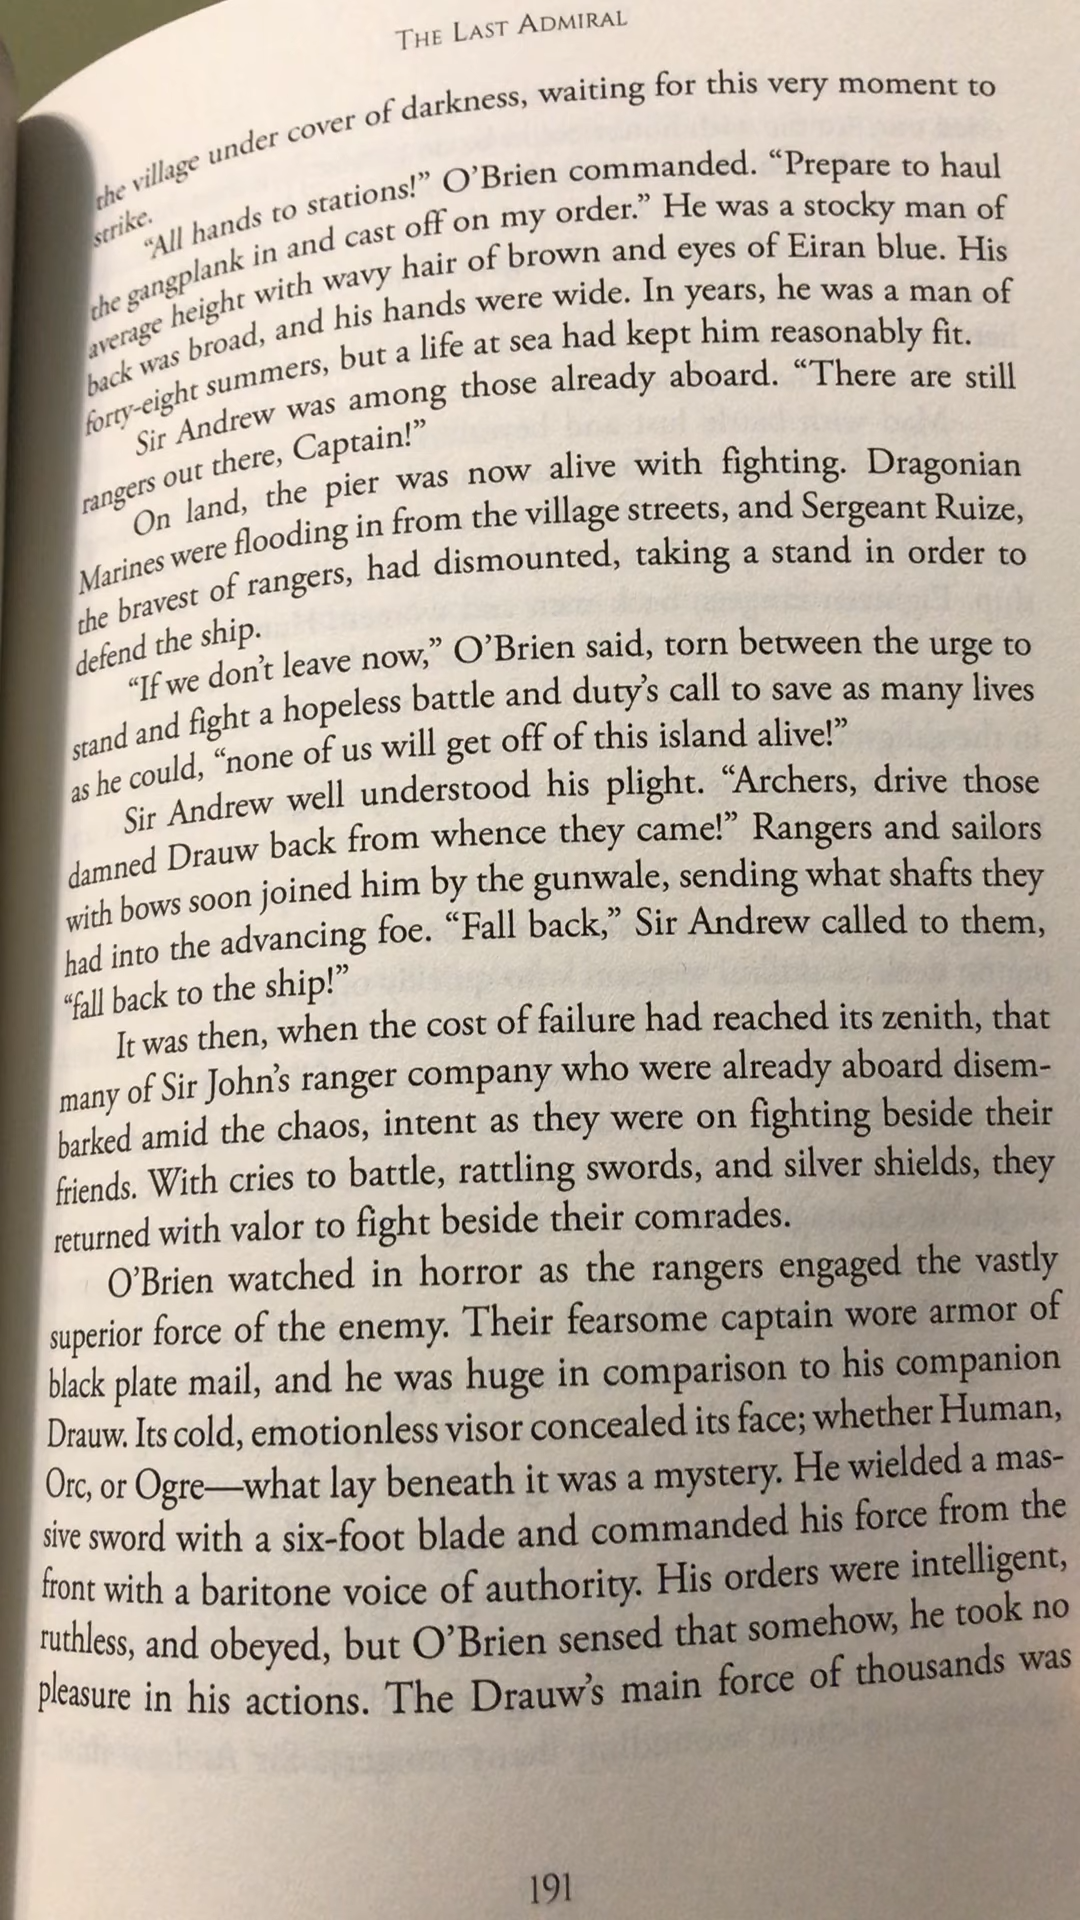 THE LAST ADMIRAL
the village under cover of darkness, waiting for this very moment to
strike.
“All hands to stations!” O’Brien commanded. “Prepare to haul
the gangplank in and cast off on my order.” He was a stocky man of
average height with wavy hair of brown and eyes of Eiran blue. His
back was broad, and his hands were wide. In years, he was a man of
forty-eight summers, but a life at sea had kept him reasonably fit.
Sir Andrew was among those already aboard. “There are still
rangers out there, Captain!”
On land, the pier was now alive with fighting. Dragonian
Marines were flooding in from the village streets, and Sergeant Ruize,
the bravest of rangers, had dismounted, taking a stand in order to
defend the ship.
“If we don’t leave now,” O’Brien said, torn between the urge to
stand and fight a hopeless battle and duty’s call to save as many lives
as he could, “none of us will get off of this island alive!”
Sir Andrew well understood his plight. “Archers, drive those
damned Drauw back from whence they came!” Rangers and sailors
with bows soon joined him by the gunwale, sending what shafts they
had into the advancing foe. “Fall back,” Sir Andrew called to them,
“fall back to the ship!”
It was then, when the cost of failure had reached its zenith, that
many of Sir John’s ranger company who were already aboard disem-
barked amid the chaos, intent as they were on fighting beside their
friends. With cries to battle, rattling swords, and silver shields, they
returned with valor to fight beside their comrades.
O’Brien watched in horror as the rangers engaged the vastly
superior force of the enemy. Their fearsome captain wore armor of
black plate mail, and he was huge in comparison to his companion
Drauw. Its cold, emotionless visor concealed its face; whether Human,
Orc, or Ogre—what lay beneath it was a mystery. He wielded a mas-
sive sword with a six-foot blade and commanded his force from the
front with a baritone voice of authority. His orders were intelligent,
ruthless, and obeyed, but O’Brien sensed that somehow, he took no
pleasure in his actions. The Drauw’s main force of thousands was
191